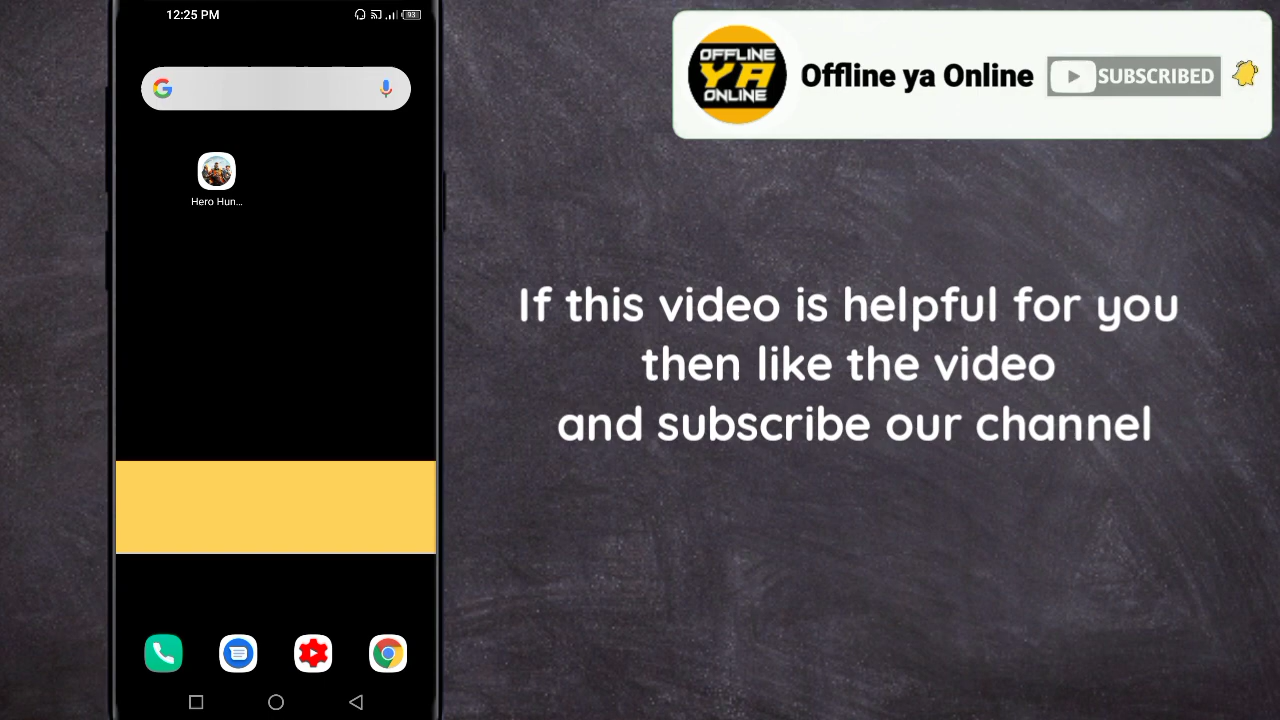 12:25 PM
93
Hero Hun...
OFFLINE
YA
ONLINE
Offline ya Online
SUBSCRIBED
If this video is helpful for you
then like the video
and subscribe our channel